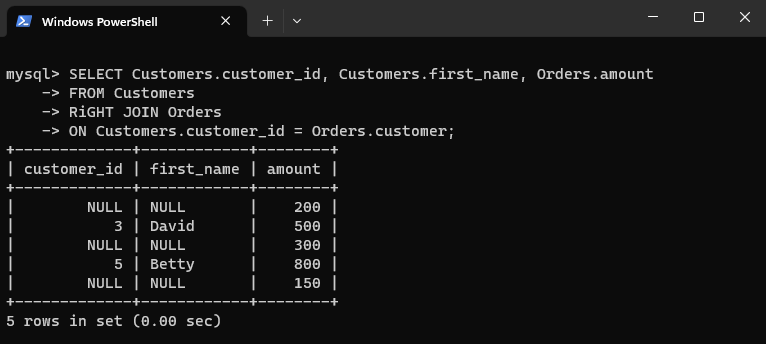 Windows PowerShell
mysql> SELECT Customers.customer_id, Customers.first_name, Orders.amount
    -> FROM Customers
    -> RiGHT JOIN Orders
    -> ON Customers.customer_id = Orders.customer;
+-------------+------------+--------+
| customer_id | first_name | amount |
+-------------+------------+--------+
|        NULL | NULL       |    200 |
|           3 | David      |    500 |
|        NULL | NULL       |    300 |
|           5 | Betty      |    800 |
|        NULL | NULL       |    150 |
+-------------+------------+--------+
5 rows in set (0.00 sec)